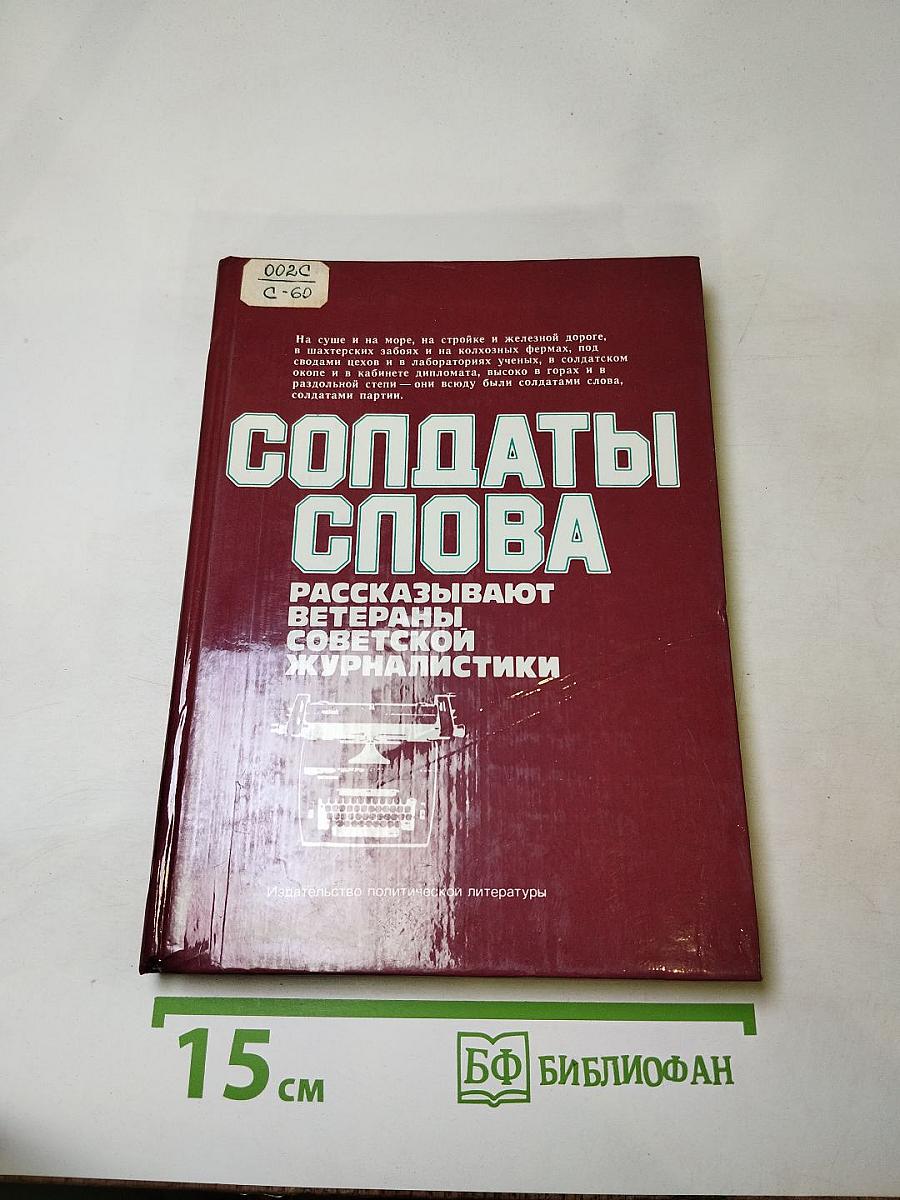 002С
С-60
На суше и на море, на стройке и железной дороге,
в шахтерских забоях и на колхозных фермах, под
сводами цехов и в лабораториях ученых, в солдатском
окопе и в кабинете дипломата, высоко в горах и в
раздольной степи — они всюду были солдатами слова,
солдатами партии.
СОЛДАТЫ
СЛОВА
РАССКАЗЫВАЮТ
ВЕТЕРАНЫ
СОВЕТСКОЙ
ЖУРНАЛИСТИКИ
Издательство политической литературы
15 см
БФ БИБЛИОФАН